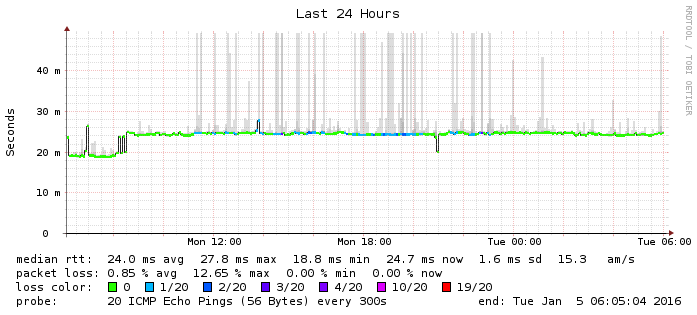 Last 24 Hours
RRDTOOL / TOBI OETIKER
Seconds
40 m
30 m
20 m
10 m
0
Mon 12:00 Mon 18:00 Tue 00:00 Tue 06:00
median rtt: 24.0 ms avg 27.8 ms max 18.8 ms min 24.7 ms now 1.6 ms sd 15.3 am/s
packet loss: 0.85 % avg 12.65 % max 0.00 % min 0.00 % now
loss color: 0 1/20 2/20 3/20 4/20 10/20 19/20
probe: 20 ICMP Echo Pings (56 Bytes) every 300s end: Tue Jan 5 06:05:04 2016